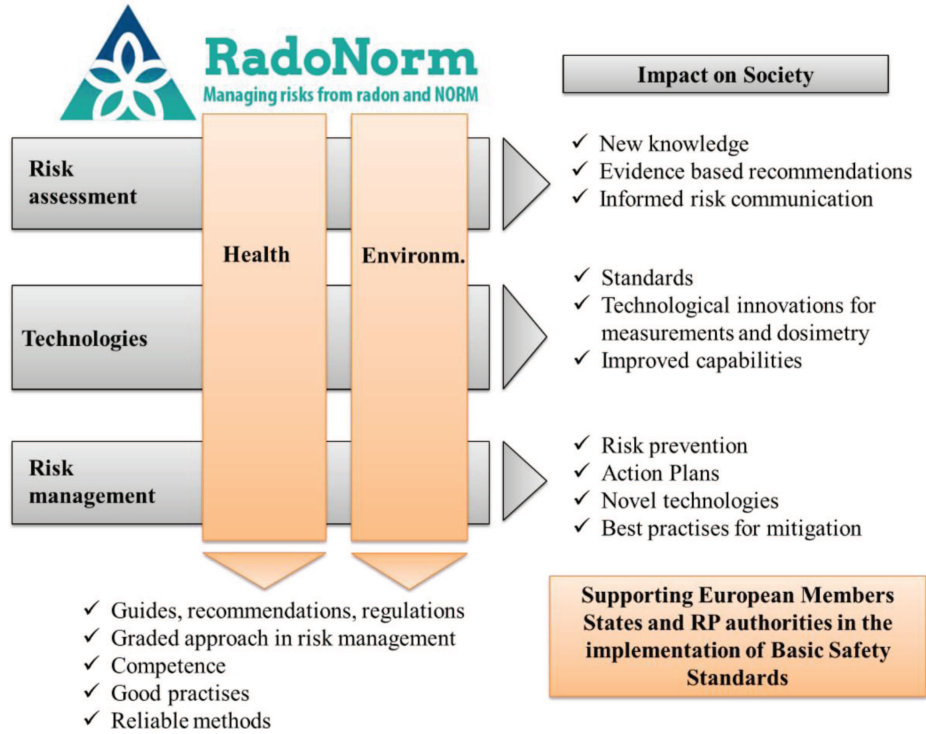 RadoNorm
Managing risks from radon and NORM
Impact on Society
Risk
assessment
✓ New knowledge
✓ Evidence based recommendations
✓ Informed risk communication
Health
Environm.
Technologies
✓ Standards
✓ Technological innovations for
measurements and dosimetry
✓ Improved capabilities
Risk
management
✓ Risk prevention
✓ Action Plans
✓ Novel technologies
✓ Best practises for mitigation
✓ Guides, recommendations, regulations
✓ Graded approach in risk management
✓ Competence
✓ Good practises
✓ Reliable methods
Supporting European Members
States and RP authorities in the
implementation of Basic Safety
Standards